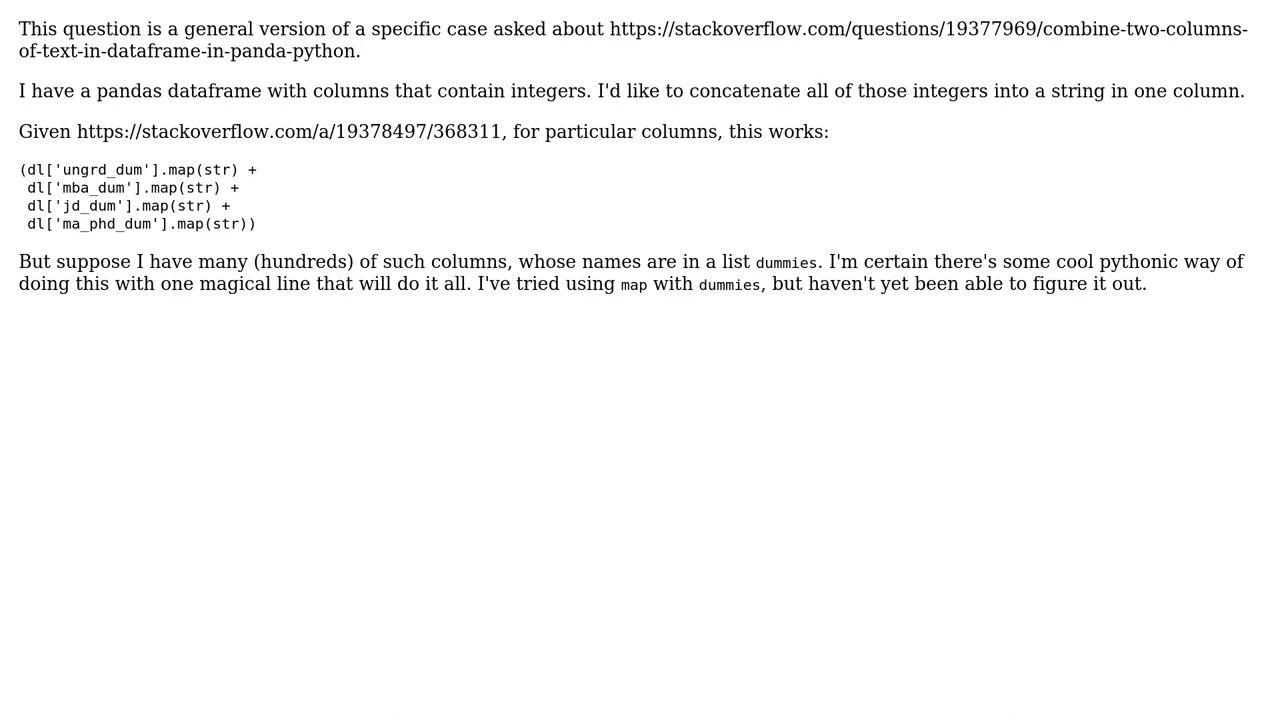 This question is a general version of a specific case asked about https://stackoverflow.com/questions/19377969/combine-two-columns-
of-text-in-dataframe-in-panda-python.
I have a pandas dataframe with columns that contain integers. I'd like to concatenate all of those integers into a string in one column.
Given https://stackoverflow.com/a/19378497/368311, for particular columns, this works:
(dl['ungrd_dum'].map(str) +
 dl['mba_dum'].map(str) +
 dl['jd_dum'].map(str) +
 dl['ma_phd_dum'].map(str))
But suppose I have many (hundreds) of such columns, whose names are in a list dummies. I'm certain there's some cool pythonic way of
doing this with one magical line that will do it all. I've tried using map with dummies, but haven't yet been able to figure it out.